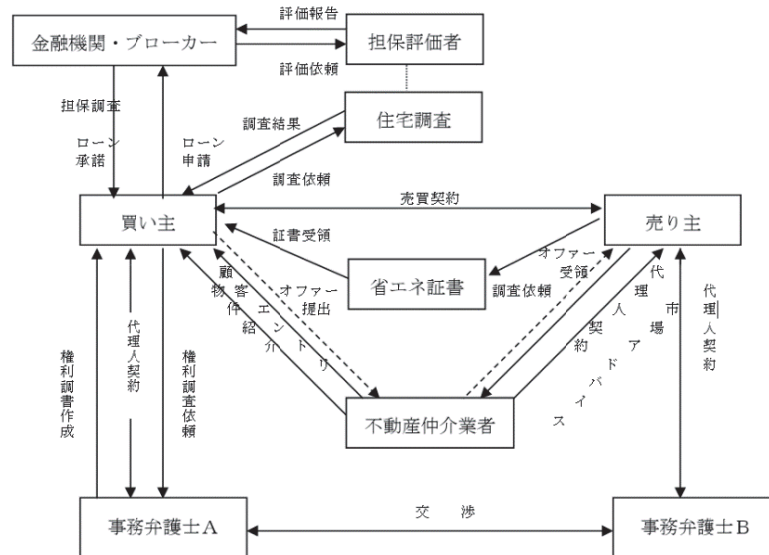 評価報告
金融機関・ブローカー
担保評価者
評価依頼
担保調査
ローン
承諾
ローン
申請
調査結果
住宅調査
調査依頼
売買契約
買い主
売り主
証書受領
オファー
受領
省エネ証書
調査依頼
オファー
提出
顧客エントリ
物件紹介
代理人契約
市場アドバイス
代理人契約
不動産仲介業者
権利調書作成
代理人契約
権利調査依頼
事務弁護士A
交 渉
事務弁護士B